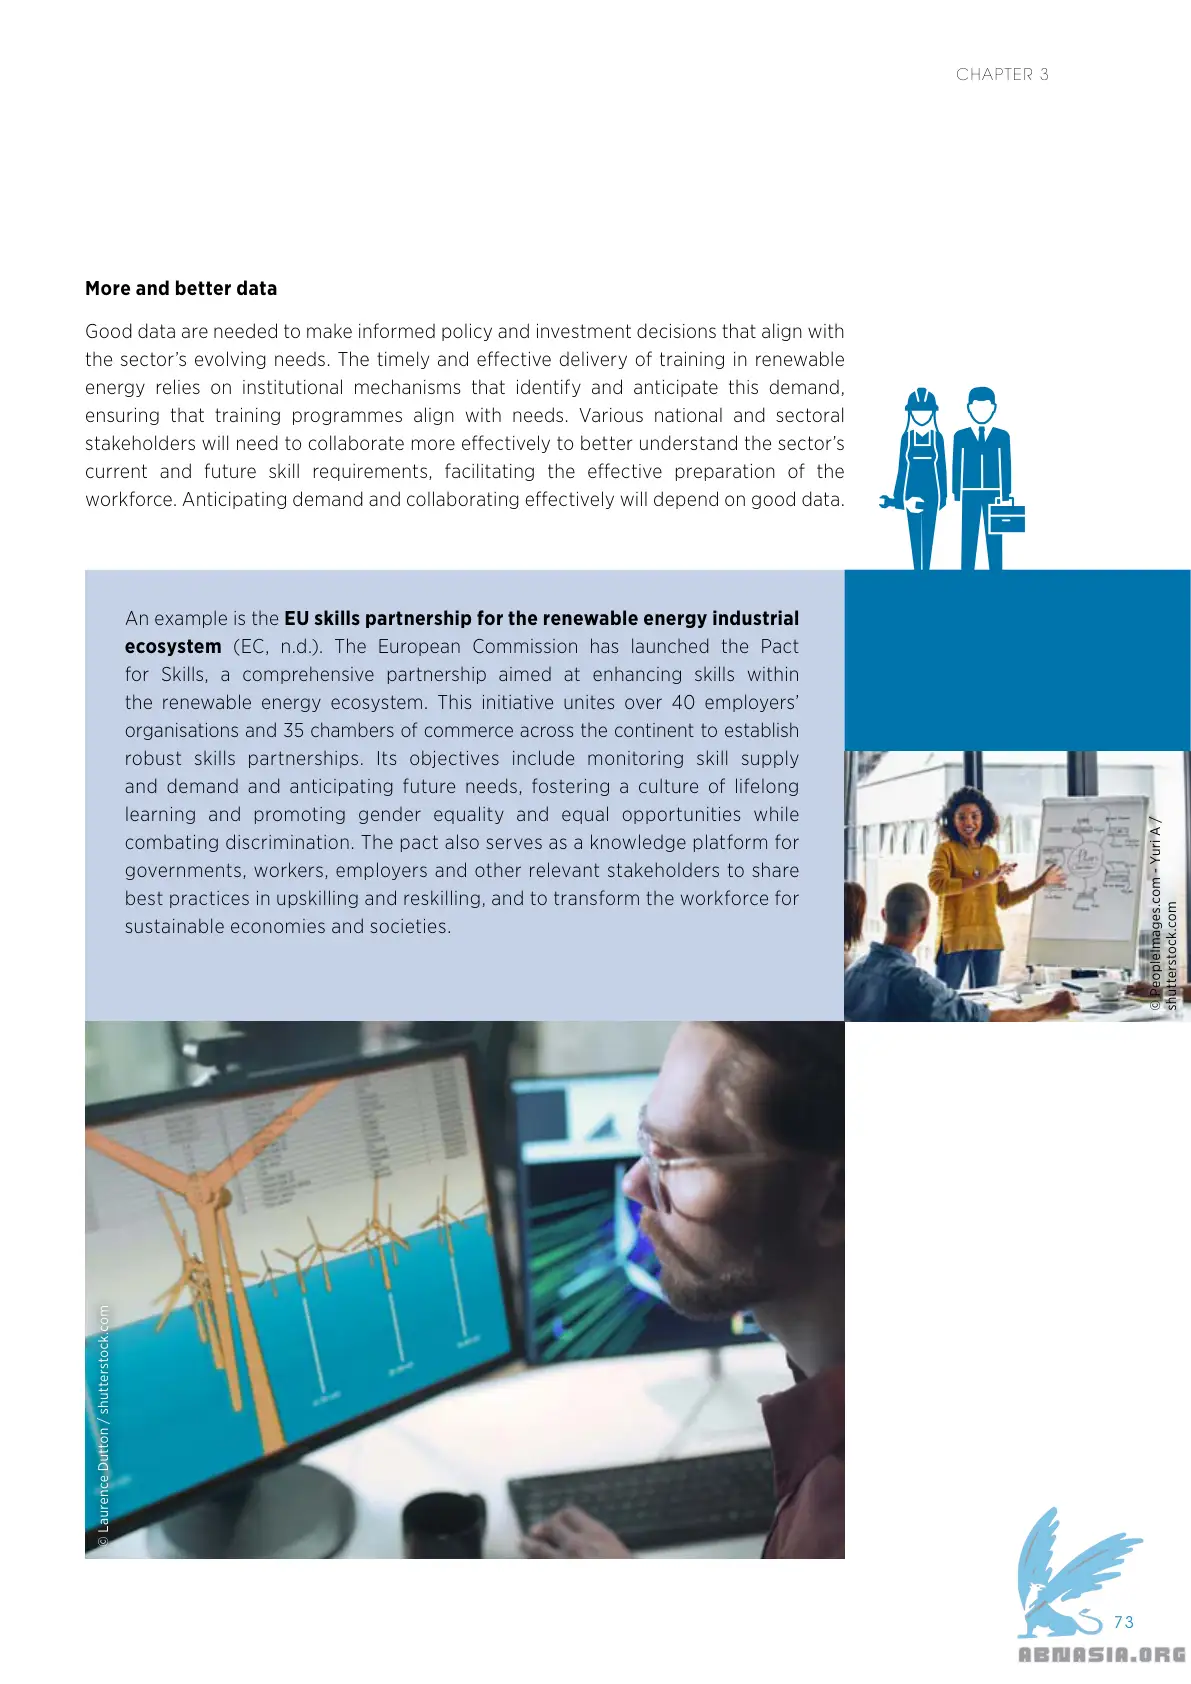 CHAPTER 3
More and better data
Good data are needed to make informed policy and investment decisions that align with
the sector’s evolving needs. The timely and effective delivery of training in renewable
energy relies on institutional mechanisms that identify and anticipate this demand,
ensuring that training programmes align with needs. Various national and sectoral
stakeholders will need to collaborate more effectively to better understand the sector’s
current and future skill requirements, facilitating the effective preparation of the
workforce. Anticipating demand and collaborating effectively will depend on good data.
An example is the EU skills partnership for the renewable energy industrial
ecosystem (EC, n.d.). The European Commission has launched the Pact
for Skills, a comprehensive partnership aimed at enhancing skills within
the renewable energy ecosystem. This initiative unites over 40 employers’
organisations and 35 chambers of commerce across the continent to establish
robust skills partnerships. Its objectives include monitoring skill supply
and demand and anticipating future needs, fostering a culture of lifelong
learning and promoting gender equality and equal opportunities while
combating discrimination. The pact also serves as a knowledge platform for
governments, workers, employers and other relevant stakeholders to share
best practices in upskilling and reskilling, and to transform the workforce for
sustainable economies and societies.
© PeopleImages.com - Yuri A /
shutterstock.com
© Laurence Dutton / shutterstock.com
73
ABNASIA.ORG